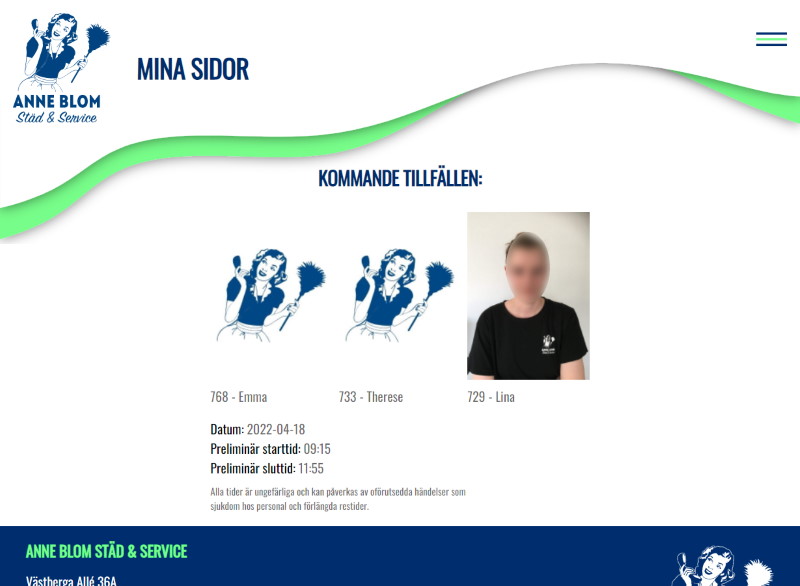 ANNE BLOM
Städ & Service
MINA SIDOR
KOMMANDE TILLFÄLLEN:
768 - Emma
733 - Therese
729 - Lina
Datum: 2022-04-18
Preliminär starttid: 09:15
Preliminär sluttid: 11:55
Alla tider är ungefärliga och kan påverkas av oförutsedda händelser som
sjukdom hos personal och förlängda restider.
ANNE BLOM STÄD & SERVICE
Västberga Allé 36A